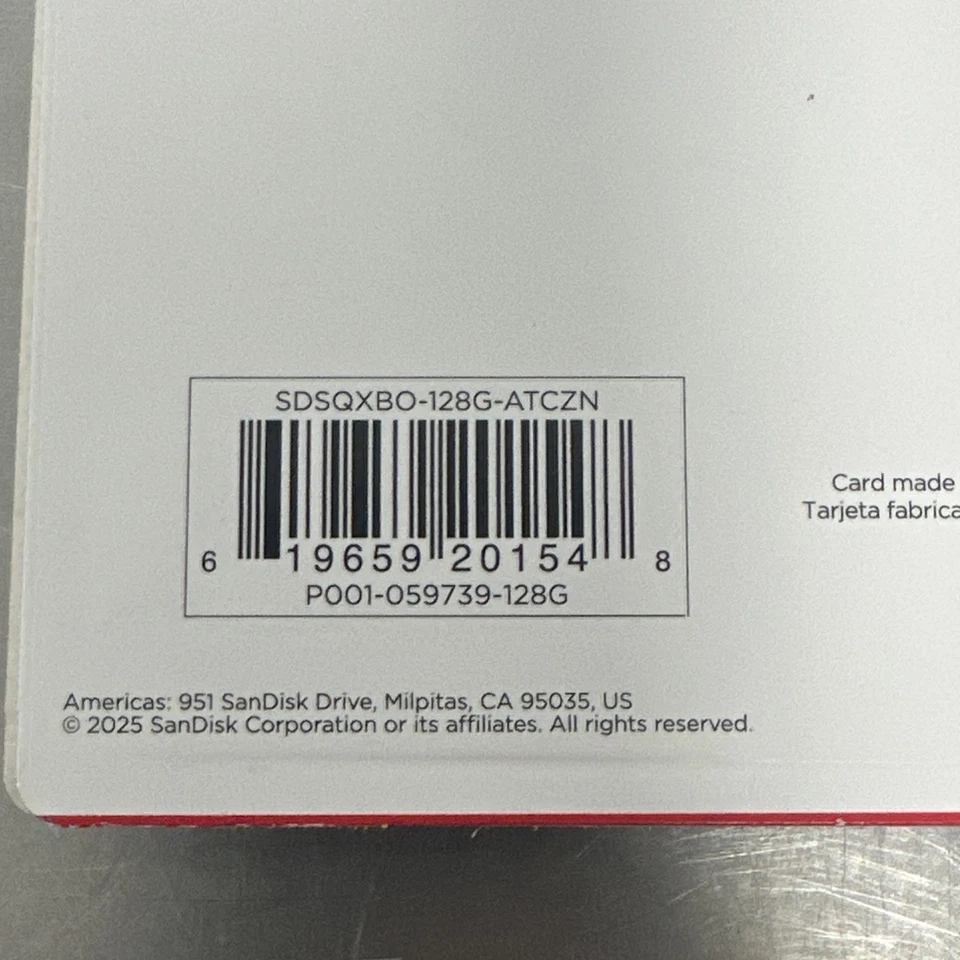 SDSQXBO-128G-ATCZN
6 19659 20154 8
P001-059739-128G
Card made
Tarjeta fabrica
Americas: 951 SanDisk Drive, Milpitas, CA 95035, US
© 2025 SanDisk Corporation or its affiliates. All rights reserved.